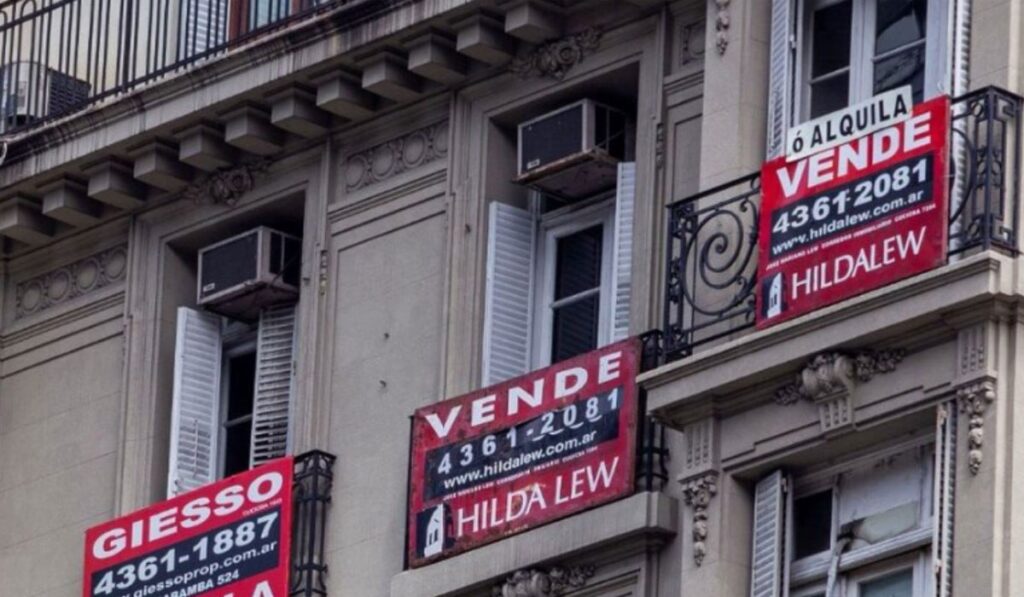 ó ALQUILA
VENDE
4361-2081
www.hildalew.com.ar
HILDALEW
VENDE
4361-2081
www.hildalew.com.ar
HILDA LEW
GIESSO
4361-1887
www.giessoprop.com.ar